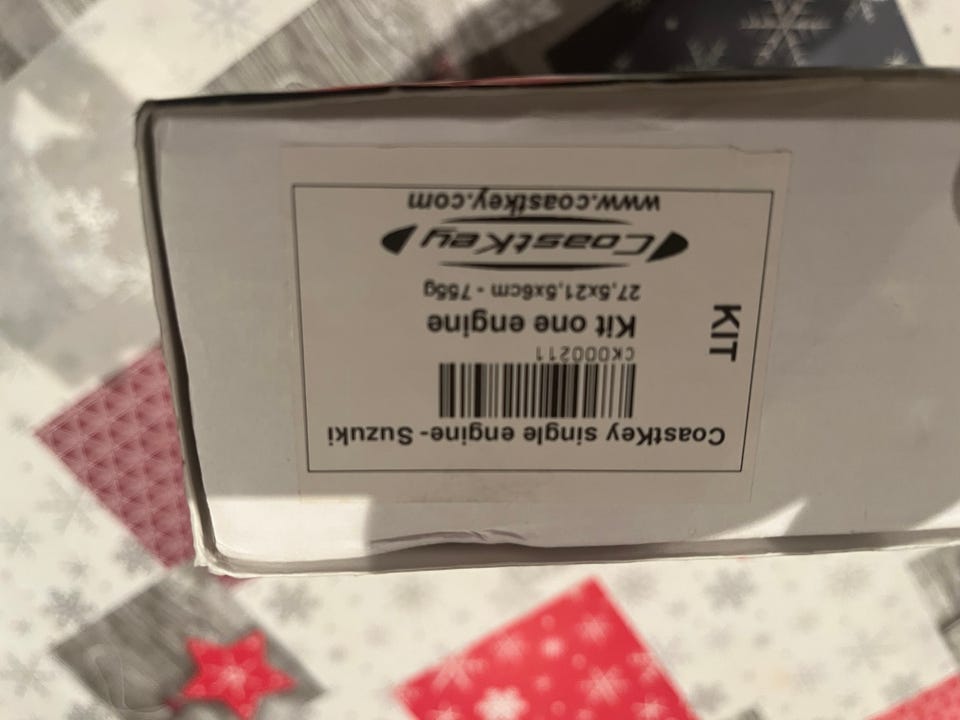 CoastKey single engine- Suzuki
CK000211
Kit one engine
27,5x21,5x6cm - 755g
CoastKey
www.coastkey.com
KIT